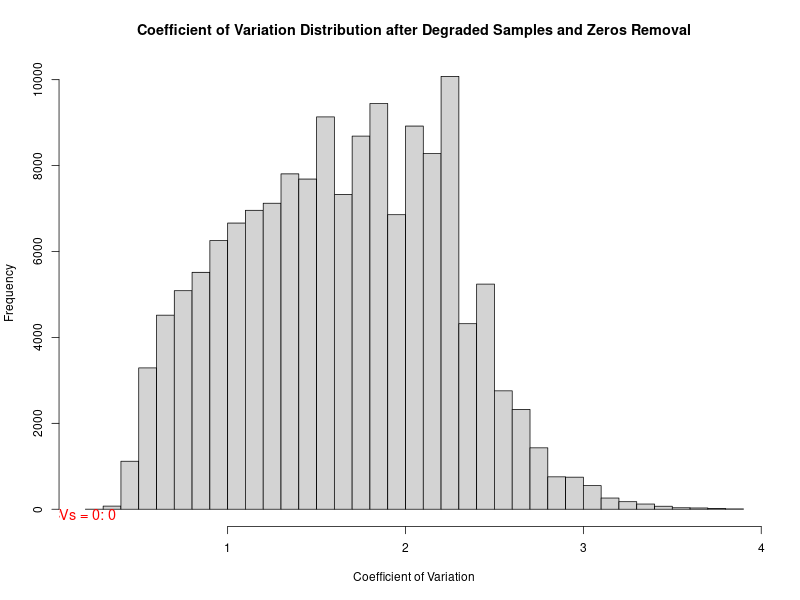 Coefficient of Variation Distribution after Degraded Samples and Zeros Removal
Frequency
10000
8000
6000
4000
2000
0
Vs = 0: 0
1 2 3 4
Coefficient of Variation